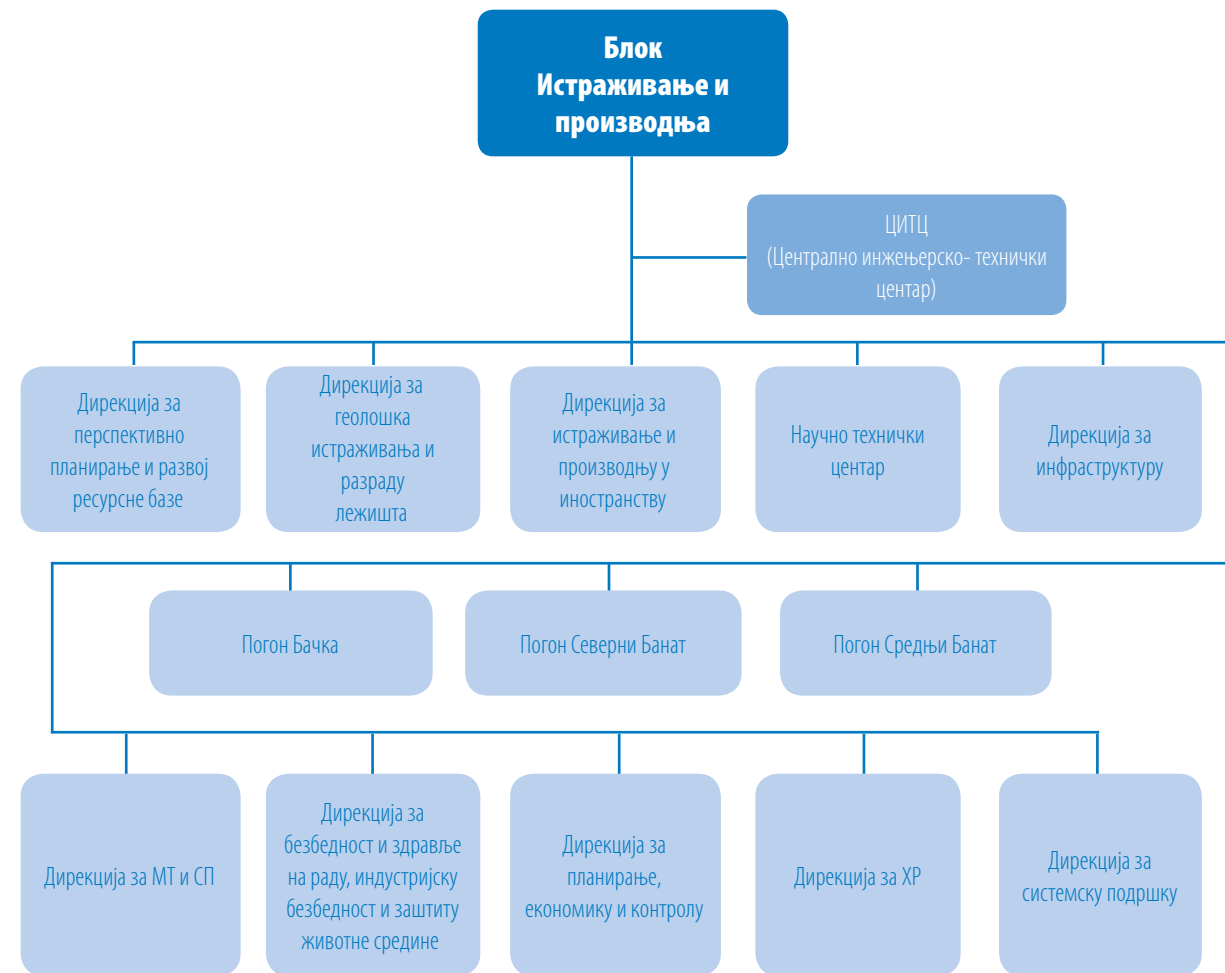 Блок
Истраживање и
производња
ЦИТЦ
(Централно инжењерско- технички
центар)
Дирекција за
перспективно
планирање и развој
ресурсне базе
Дирекција за
геолошка
истраживања и
разраду
лежишта
Дирекција за
истраживање и
производњу у
иностранству
Научно технички
центар
Дирекција за
инфраструктуру
Погон Бачка
Погон Северни Банат
Погон Средњи Банат
Дирекција за МТ и СП
Дирекција за
безбедност и здравље
на раду, индустријску
безбедност и заштиту
животне средине
Дирекција за
планирање,
економику и контролу
Дирекција за ХР
Дирекција за
системску подршку